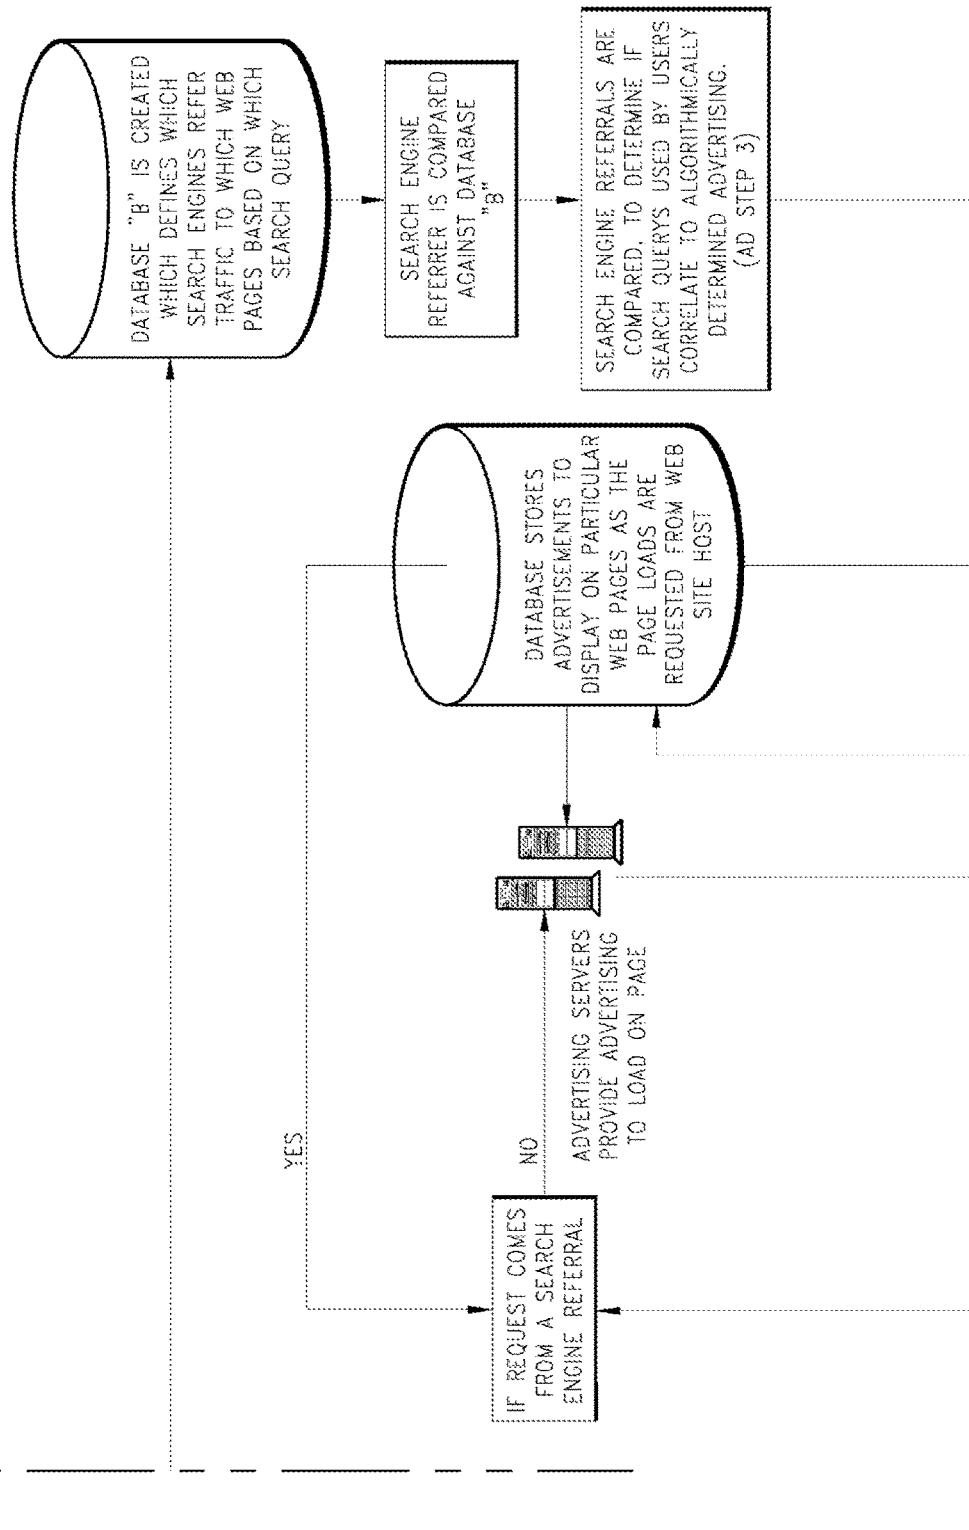 DATABASE "B" IS CREATED
WHICH DEFINES WHICH
SEARCH ENGINES REFER
TRAFFIC TO WHICH WEB
PAGES BASED ON WHICH
SEARCH QUERY
SEARCH ENGINE
REFERRER IS COMPARED
AGAINST DATABASE
"B"
SEARCH ENGINE REFERRALS ARE
COMPARED, TO DETERMINE IF
SEARCH QUERYS USED BY USERS
CORRELATE TO ALGORITHMICALLY
DETERMINED ADVERTISING.
(AD STEP 3)
DATABASE STORES
ADVERTISEMENTS TO
DISPLAY ON PARTICULAR
WEB PAGES AS THE
PAGE LOADS ARE
REQUESTED FROM WEB
SITE HOST
YES
NO
ADVERTISING SERVERS
PROVIDE ADVERTISING
TO LOAD ON PAGE
IF REQUEST COMES
FROM A SEARCH
ENGINE REFERRAL